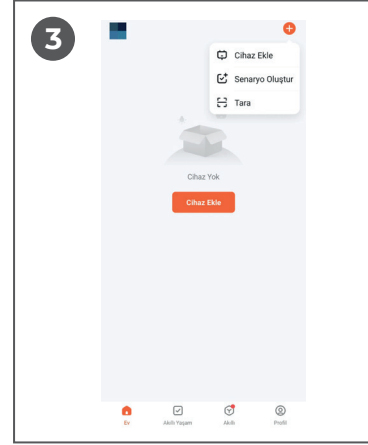 3
Cihaz Ekle
Senaryo Oluştur
Tara
Cihaz Yok
Cihaz Ekle
Ev
Akıllı Yaşam
Akıllı
Profil